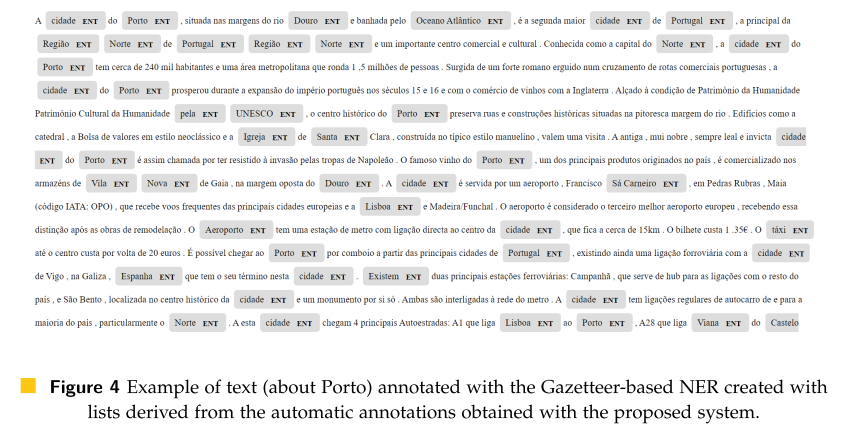 A cidade ENT do Porto ENT , situada nas margens do rio Douro ENT e banhada pelo Oceano Atlântico ENT , é a segunda maior cidade ENT de Portugal ENT , a principal da
Região ENT Norte ENT de Portugal ENT Região ENT Norte ENT e um importante centro comercial e cultural . Conhecida como a capital do Norte ENT , a cidade ENT do
Porto ENT tem cerca de 240 mil habitantes e uma área metropolitana que ronda 1 ,5 milhões de pessoas . Surgida de um forte romano erguido num cruzamento de rotas comerciais portuguesas , a
cidade ENT do Porto ENT prosperou durante a expansão do império português nos séculos 15 e 16 e com o comércio de vinhos com a Inglaterra . Alçado à condição de Património da Humanidade
Património Cultural da Humanidade pela ENT UNESCO ENT , o centro histórico do Porto ENT preserva ruas e construções históricas situadas na pitoresca margem do rio . Edifícios como a
catedral , a Bolsa de valores em estilo neoclássico e a Igreja ENT de Santa ENT Clara , construída no típico estilo manuelino , valem uma visita . A antiga , mui nobre , sempre leal e invicta cidade
ENT do Porto ENT é assim chamada por ter resistido à invasão pelas tropas de Napoleão . O famoso vinho do Porto ENT , um dos principais produtos originados no país , é comercializado nos
armazéns de Vila ENT Nova ENT de Gaia , na margem oposta do Douro ENT . A cidade ENT é servida por um aeroporto , Francisco Sá Carneiro ENT , em Pedras Rubras , Maia
(código IATA: OPO) , que recebe voos frequentes das principais cidades europeias e a Lisboa ENT e Madeira/Funchal . O aeroporto é considerado o terceiro melhor aeroporto europeu , recebendo essa
distinção após as obras de remodelação . O Aeroporto ENT tem uma estação de metro com ligação directa ao centro da cidade ENT , que fica a cerca de 15km . O bilhete custa 1 .35€ . O táxi ENT
até o centro custa por volta de 20 euros . É possível chegar ao Porto ENT por comboio a partir das principais cidades de Portugal ENT , existindo ainda uma ligação ferroviária com a cidade ENT
de Vigo , na Galiza , Espanha ENT que tem o seu término nesta cidade ENT . Existem ENT duas principais estações ferroviárias: Campanhã , que serve de hub para as ligações com o resto do
país , e São Bento , localizada no centro histórico da cidade ENT e um monumento por si só . Ambas são interligadas à rede do metro . A cidade ENT tem ligações regulares de autocarro de e para a
maioria do país , particularmente o Norte ENT . A esta cidade ENT chegam 4 principais Autoestradas: A1 que liga Lisboa ENT ao Porto ENT , A28 que liga Viana ENT do Castelo
Figure 4 Example of text (about Porto) annotated with the Gazetteer-based NER created with
lists derived from the automatic annotations obtained with the proposed system.